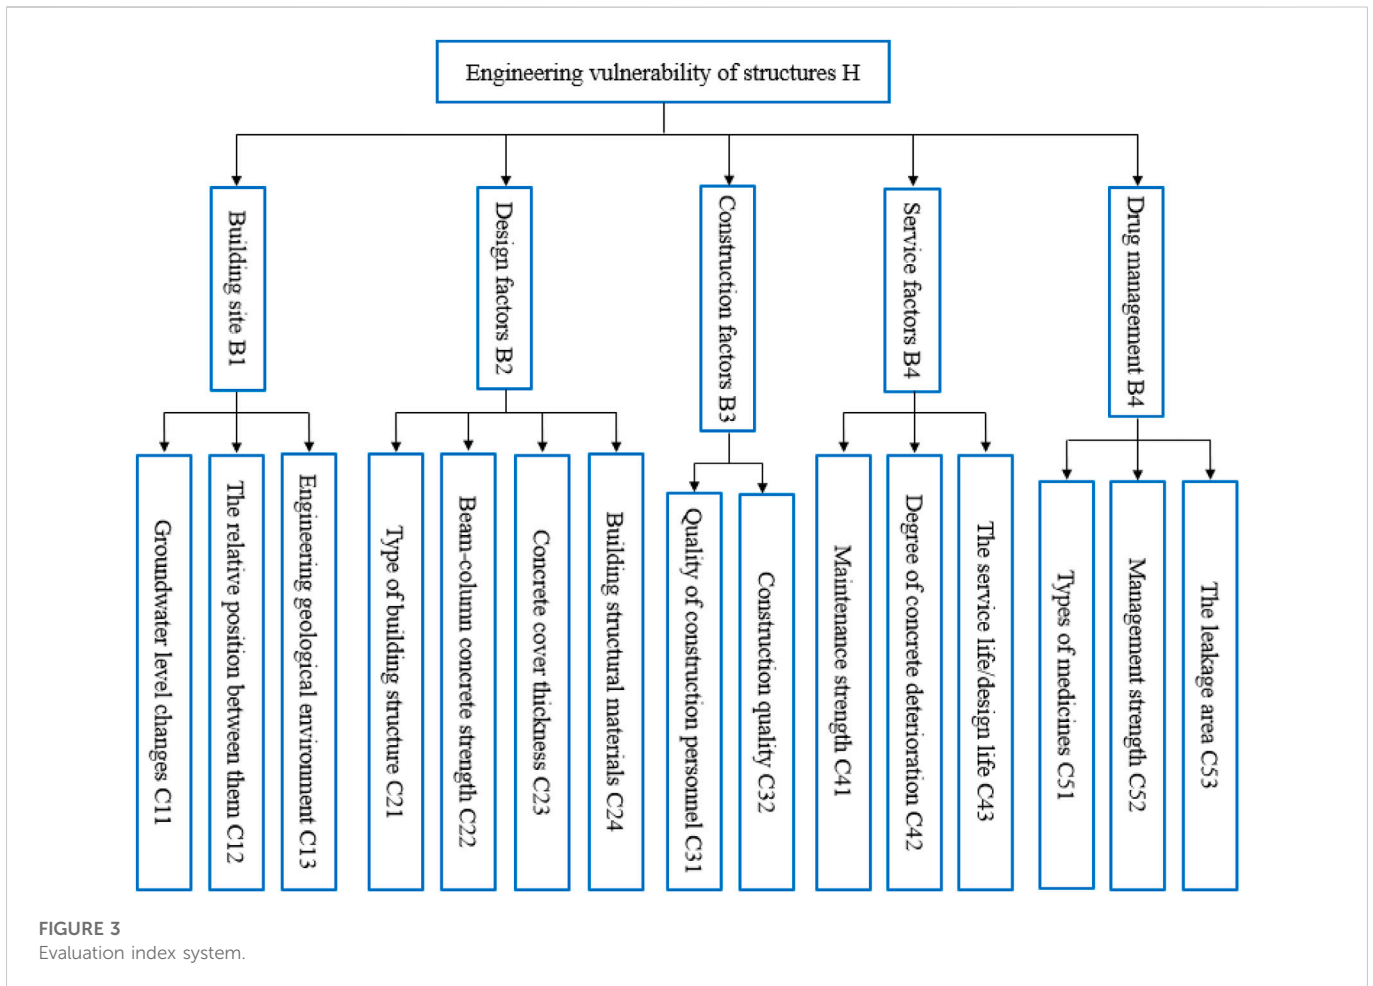 Engineering vulnerability of structures H
Building site B1
Design factors B2
Construction factors B3
Service factors B4
Drug management B4
Groundwater level changes C11
The relative position between them C12
Engineering geological environment C13
Type of building structure C21
Beam-column concrete strength C22
Concrete cover thickness C23
Building structural materials C24
Quality of construction personnel C31
Construction quality C32
Maintenance strength C41
Degree of concrete deterioration C42
The service life/design life C43
Types of medicines C51
Management strength C52
The leakage area C53
FIGURE 3
Evaluation index system.